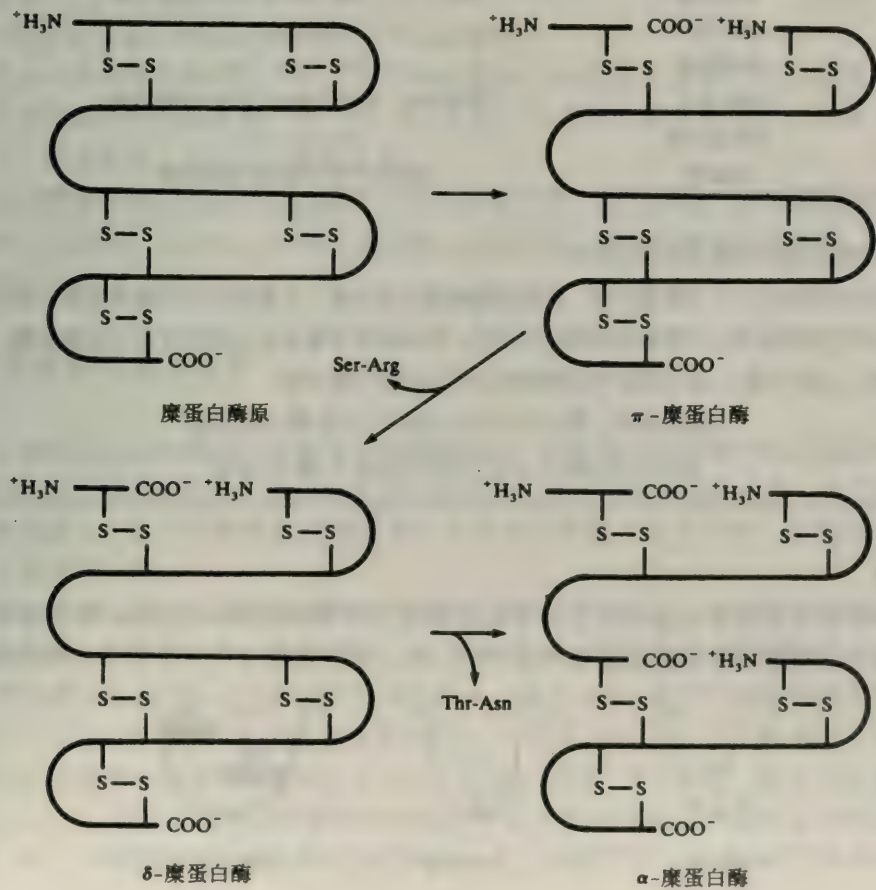 ⁺H₃N
S—S S—S
S—S S—S
S—S
COO⁻
糜蛋白酶原
⁺H₃N COO⁻ ⁺H₃N
S—S S—S
S—S S—S
S—S
COO⁻
π-糜蛋白酶
Ser-Arg
⁺H₃N COO⁻ ⁺H₃N
S—S S—S
S—S S—S
S—S
COO⁻
δ-糜蛋白酶
Thr-Asn
⁺H₃N COO⁻ ⁺H₃N
S—S S—S
COO⁻ ⁺H₃N
S—S S—S
S—S
COO⁻
α-糜蛋白酶